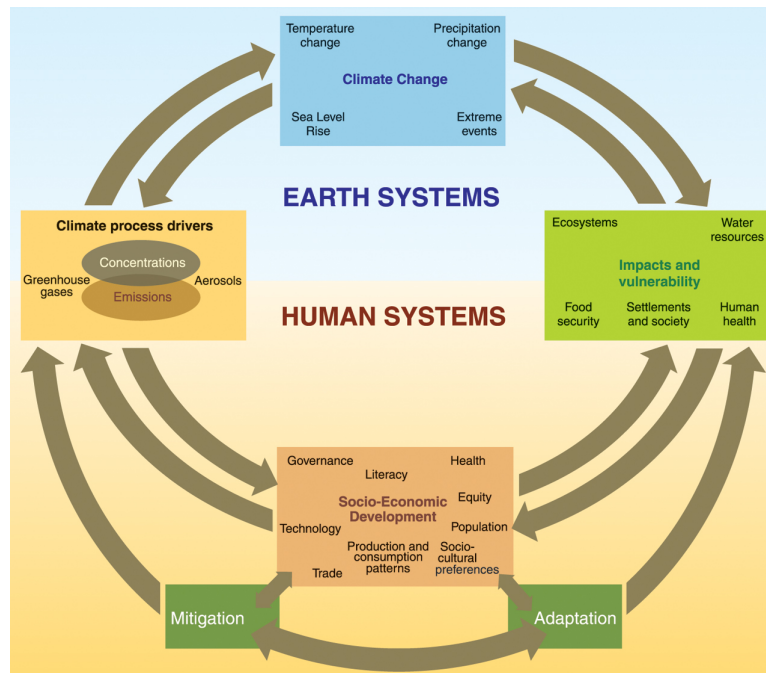 Temperature
change
Precipitation
change
Climate Change
Sea Level
Rise
Extreme
events
EARTH SYSTEMS
Climate process drivers
Concentrations
Greenhouse
gases
Aerosols
Emissions
Ecosystems
Water
resources
Impacts and
vulnerability
Food
security
Settlements
and society
Human
health
HUMAN SYSTEMS
Governance
Literacy
Health
Socio-Economic
Development
Equity
Technology
Population
Production and
consumption
patterns
Socio-
cultural
preferences
Trade
Mitigation
Adaptation